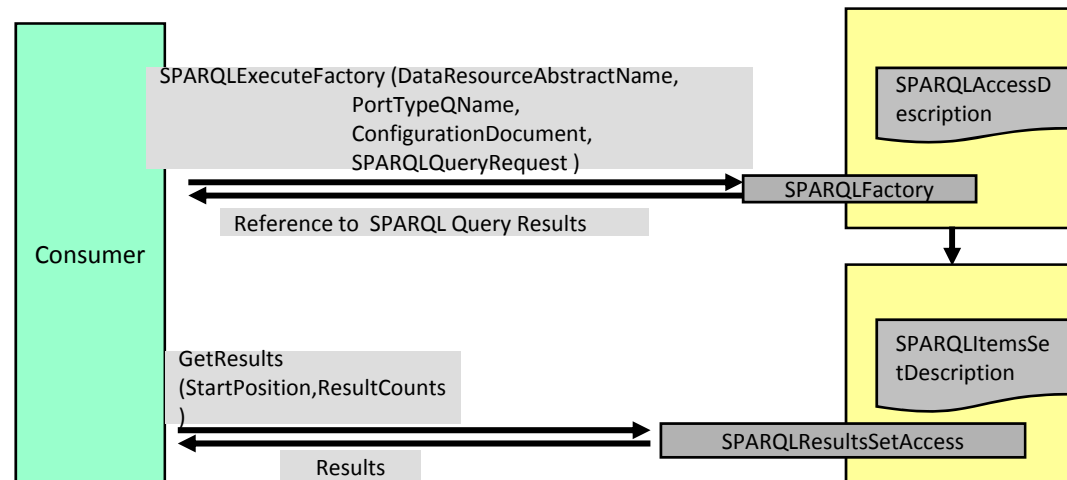 SPARQLExecuteFactory (DataResourceAbstractName,
PortTypeQName,
ConfigurationDocument,
SPARQLQueryRequest )
SPARQLAccessD
escription
SPARQLFactory
Reference to SPARQL Query Results
Consumer
GetResults
(StartPosition,ResultCounts
)
SPARQLItemsSe
tDescription
SPARQLResultsSetAccess
Results